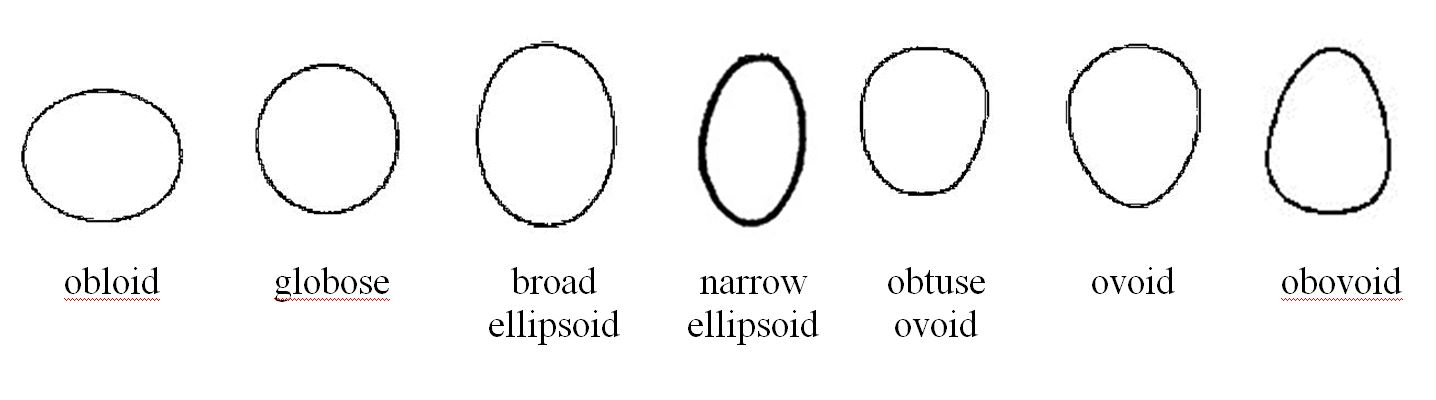 obloid
globose
broad
ellipsoid
narrow
ellipsoid
obtuse
ovoid
ovoid
obovoid